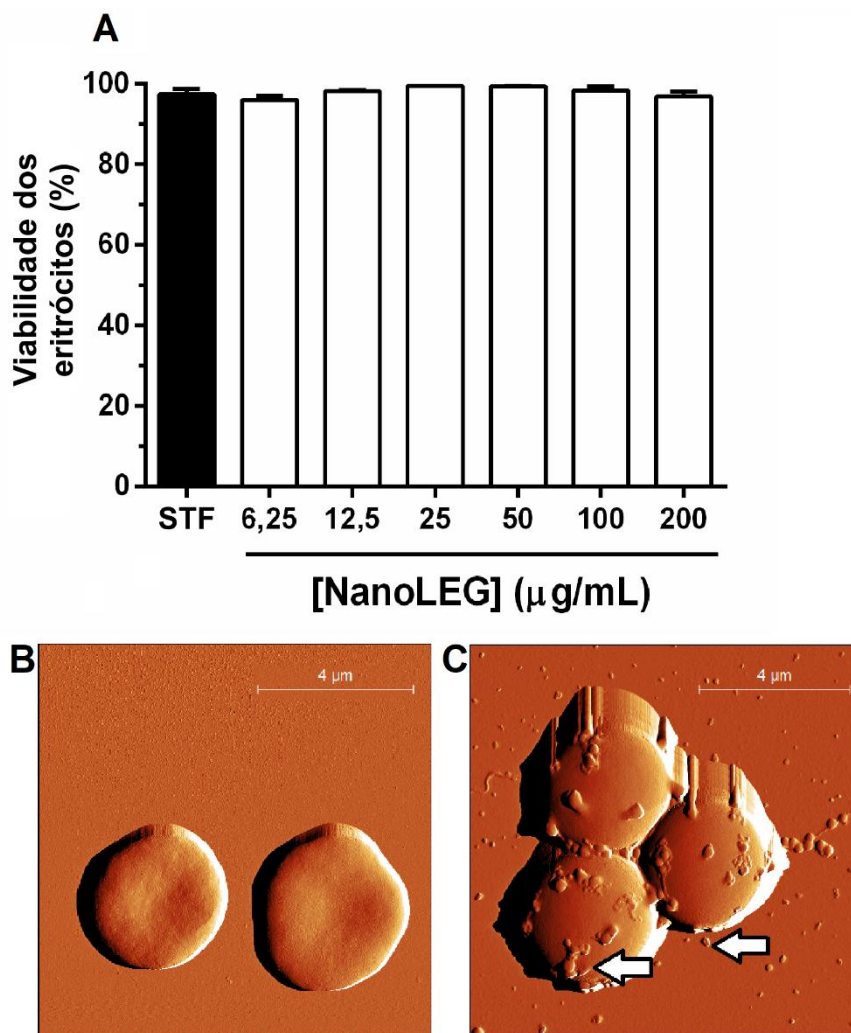 A
Viabilidade dos
eritrócitos (%)
100
80
60
40
20
0
STF 6,25 12,5 25 50 100 200
[NanoLEG] (μg/mL)
B
4 μm
C
4 μm